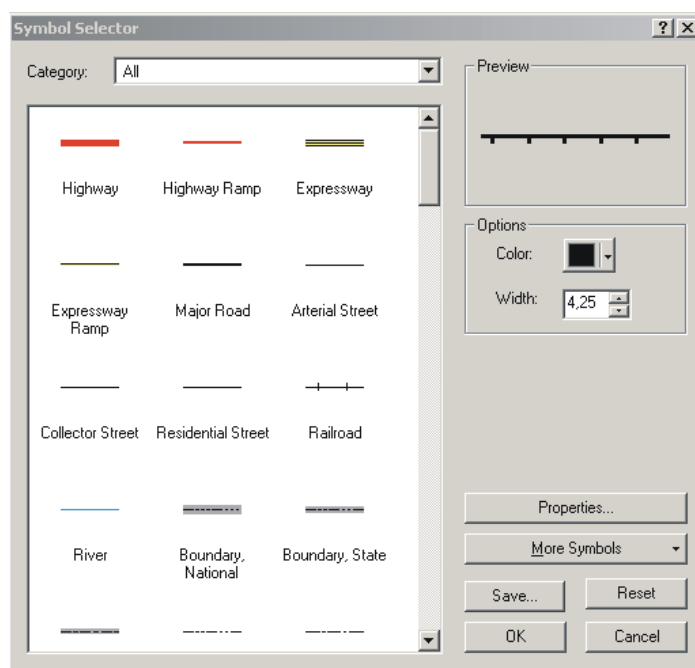 Symbol Selector
Category: All
Highway Highway Ramp Expressway
Expressway Ramp Major Road Arterial Street
Collector Street Residential Street Railroad
River Boundary, National Boundary, State
Preview
Options
Color:
Width: 4,25
Properties...
More Symbols
Save... Reset
OK Cancel